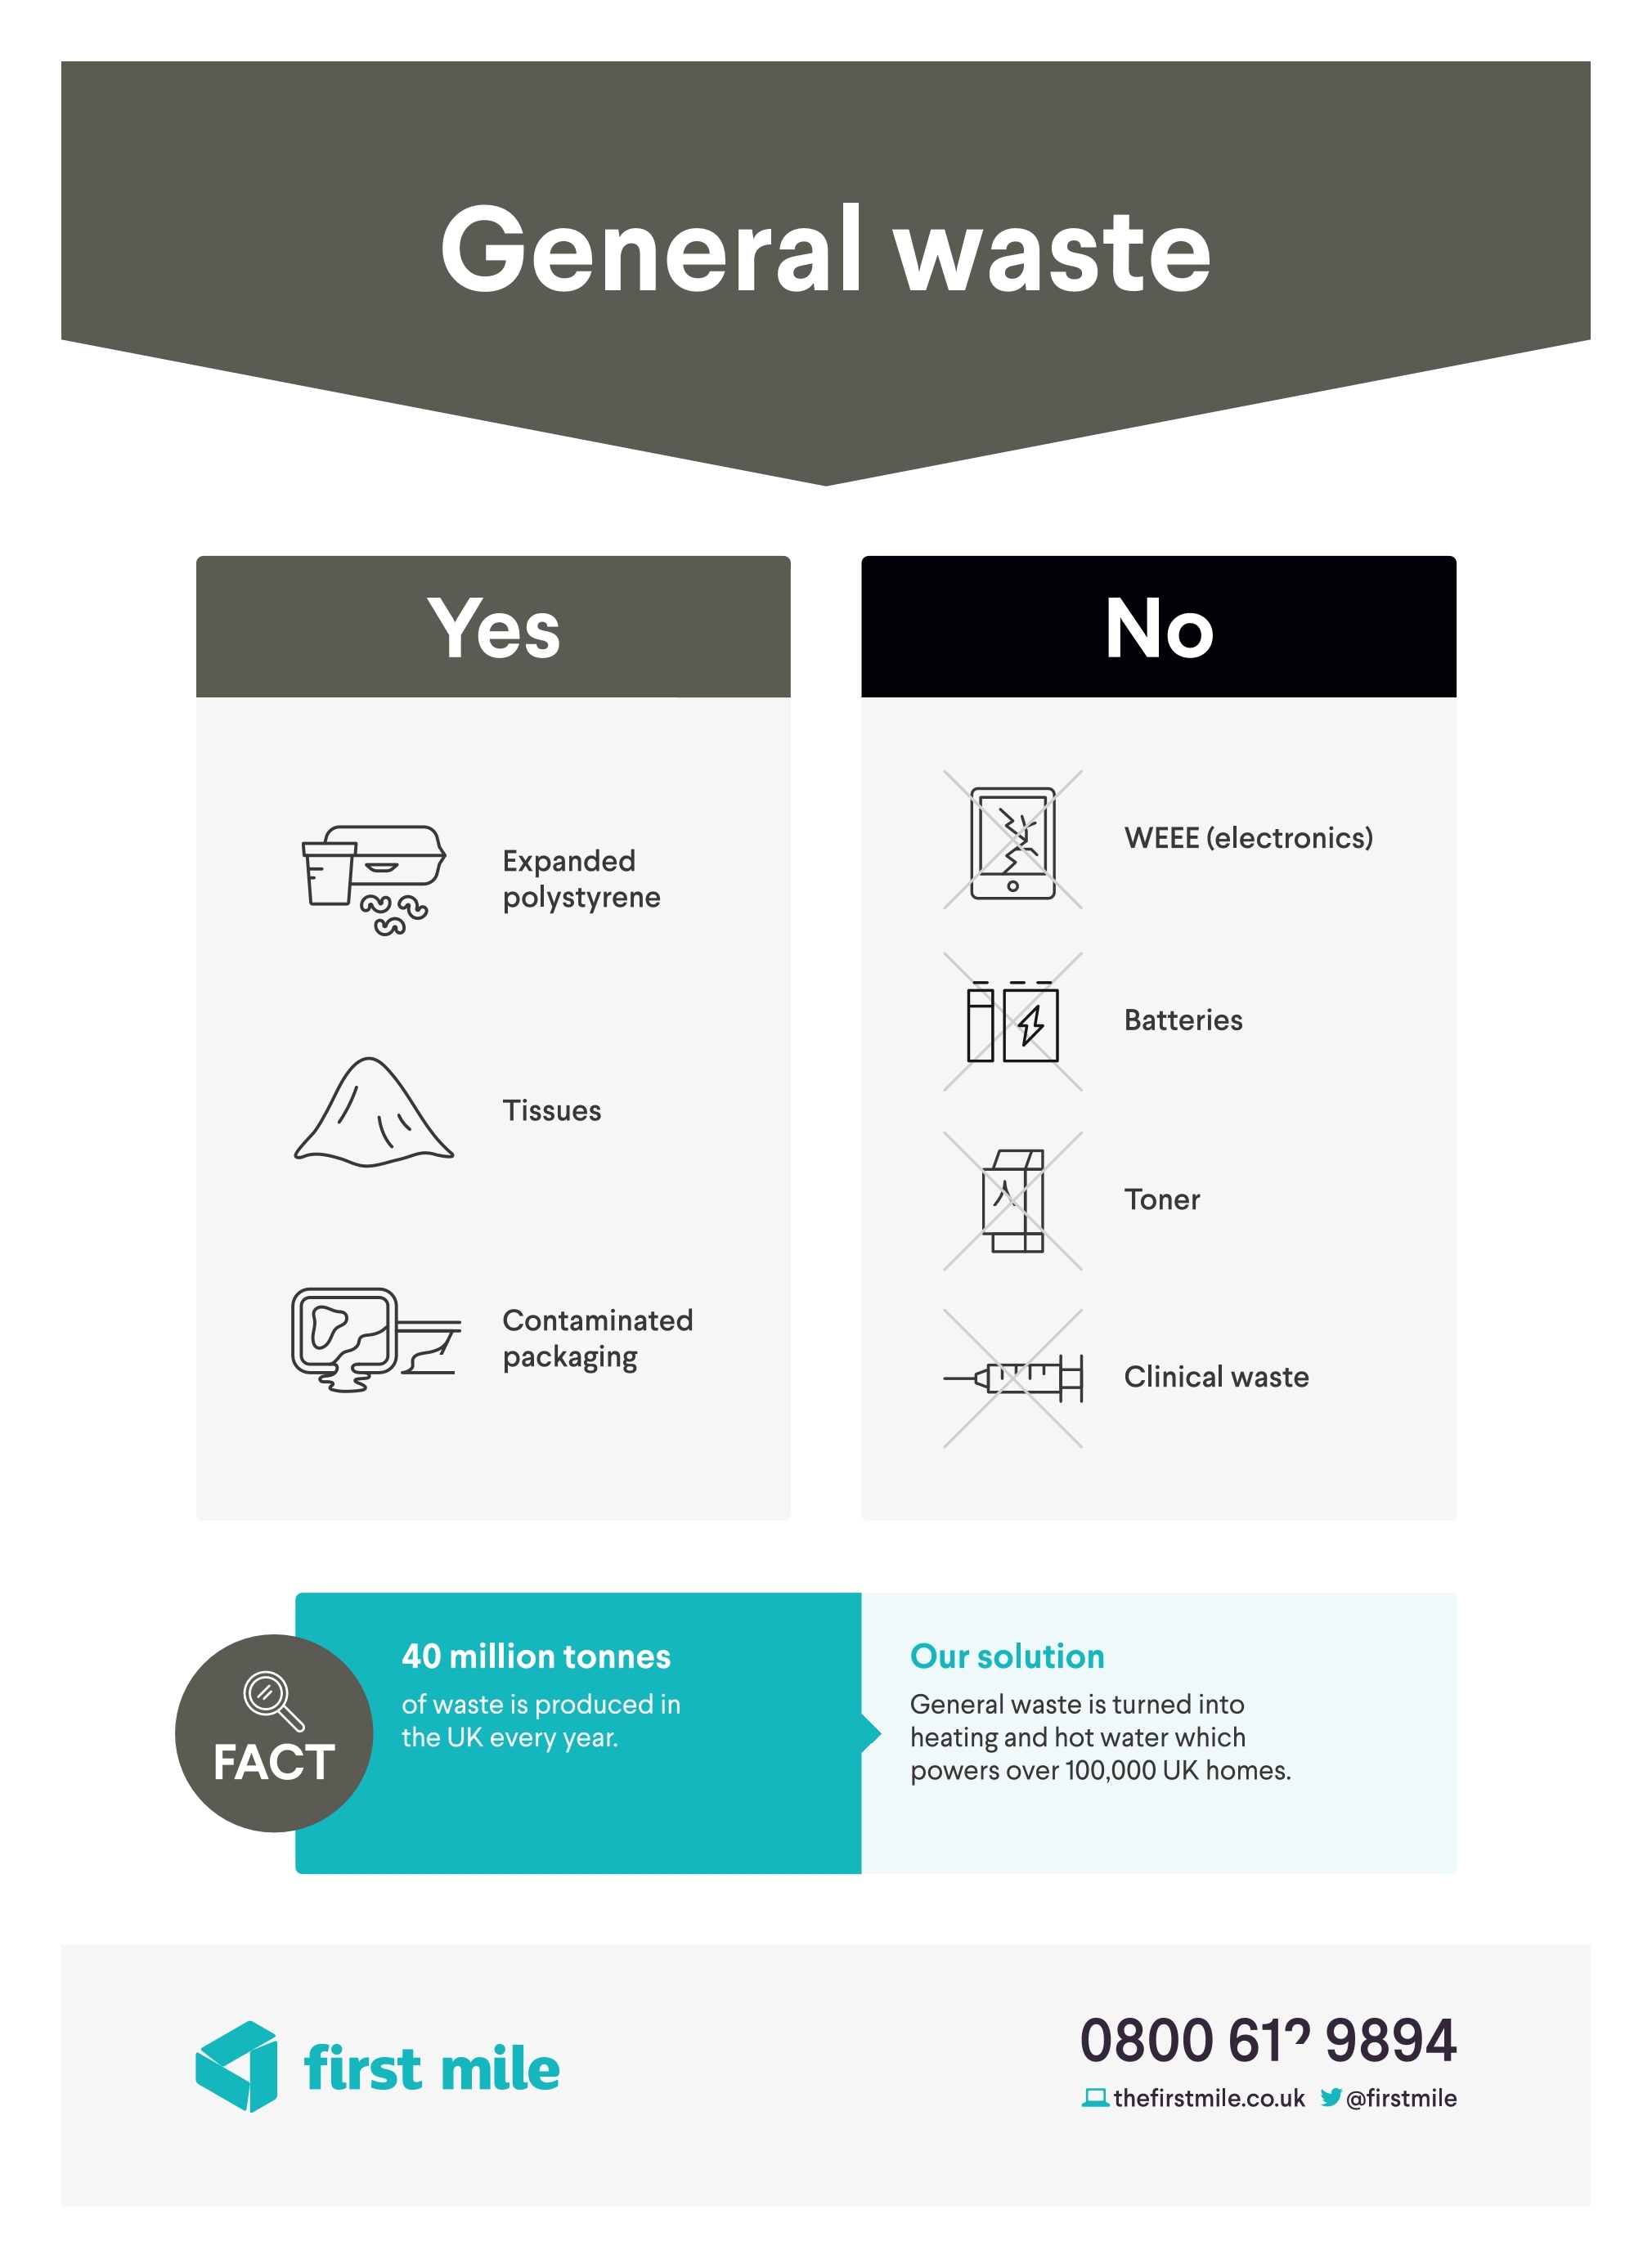 General waste
Yes
No
Expanded
polystyrene
Tissues
Contaminated
packaging
WEEE (electronics)
Batteries
Toner
Clinical waste
FACT
40 million tonnes
of waste is produced in
the UK every year.
Our solution
General waste is turned into
heating and hot water which
powers over 100,000 UK homes.
first mile
0800 9894
thefirstmile.co.uk @firstmile